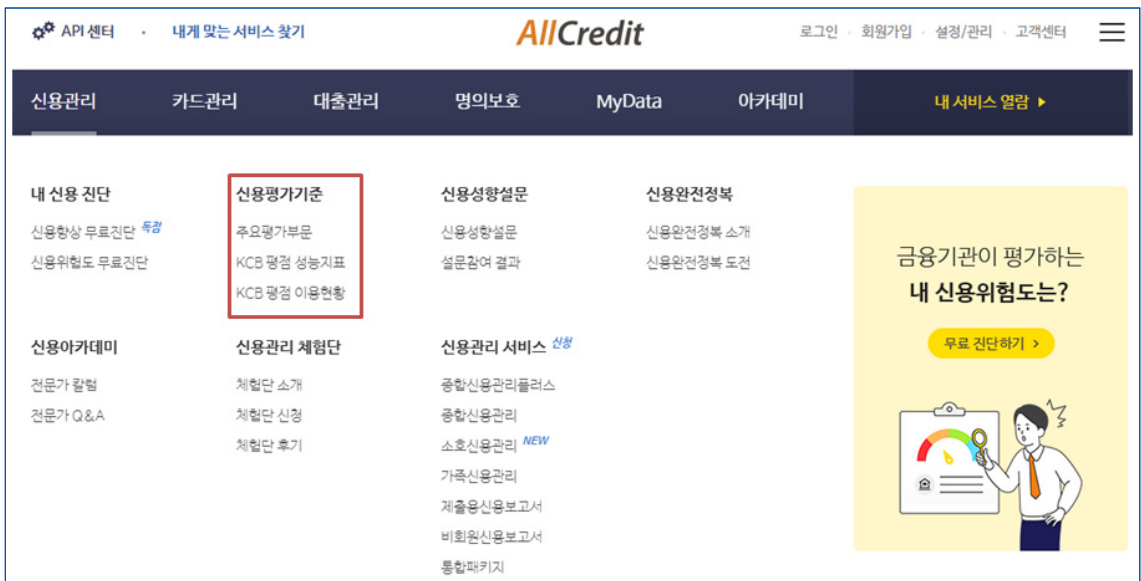 API 센터 · 내게 맞는 서비스 찾기
AllCredit
로그인 · 회원가입 · 설정/관리 · 고객센터
신용관리 카드관리 대출관리 명의보호 MyData 아카데미 내 서비스 열람 ▶
내 신용 진단
신용향상 무료진단 독점
신용위험도 무료진단
신용평가기준
주요평가부문
KCB 평점 성능지표
KCB 평점 이용현황
신용성향설문
신용성향설문
설문참여 결과
신용완전정복
신용완전정복 소개
신용완전정복 도전
신용아카데미
전문가 칼럼
전문가 Q&A
신용관리 체험단
체험단 소개
체험단 신청
체험단 후기
신용관리 서비스 신청
종합신용관리플러스
종합신용관리
소호신용관리 NEW
가족신용관리
제출용신용보고서
비회원신용보고서
통합패키지
금융기관이 평가하는
내 신용위험도는?
무료 진단하기 >